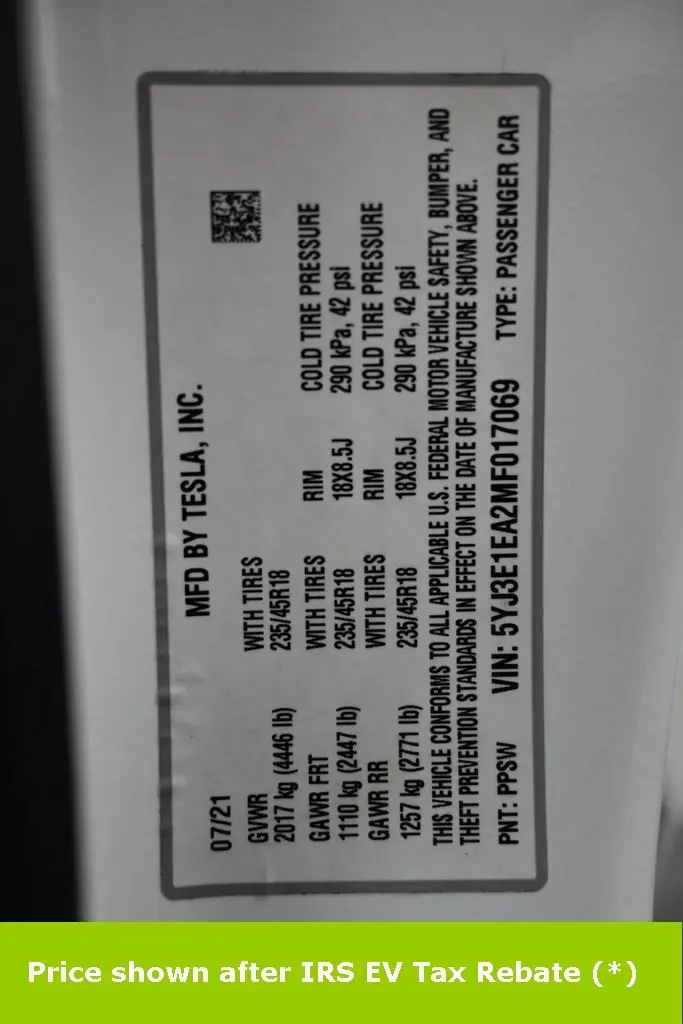 MFD BY TESLA, INC.
07/21
GVWR WITH TIRES
2017 kg (4446 lb) 235/45R18
GAWR FRT WITH TIRES RIM COLD TIRE PRESSURE
1110 kg (2447 lb) 235/45R18 18X8.5J 290 kPa, 42 psi
GAWR RR WITH TIRES RIM COLD TIRE PRESSURE
1257 kg (2771 lb) 235/45R18 18X8.5J 290 kPa, 42 psi
THIS VEHICLE CONFORMS TO ALL APPLICABLE U.S. FEDERAL MOTOR VEHICLE SAFETY, BUMPER, AND
THEFT PREVENTION STANDARDS IN EFFECT ON THE DATE OF MANUFACTURE SHOWN ABOVE.
PNT: PPSW VIN: 5YJ3E1EA2MF017069 TYPE: PASSENGER CAR
Price shown after IRS EV Tax Rebate (*)